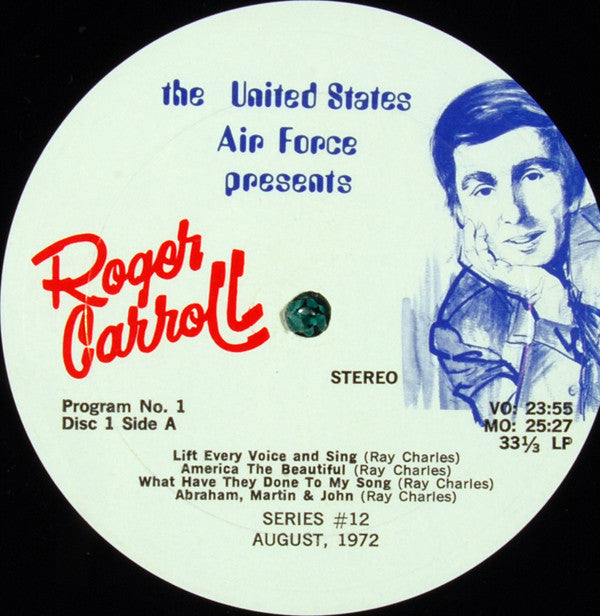 the United States
Air Force
presents
Roger
Carroll
STEREO
Program No. 1
Disc 1 Side A
VO: 23:55
MO: 25:27
33⅓ LP
Lift Every Voice and Sing (Ray Charles)
America The Beautiful (Ray Charles)
What Have They Done To My Song (Ray Charles)
Abraham, Martin & John (Ray Charles)
SERIES #12
AUGUST, 1972